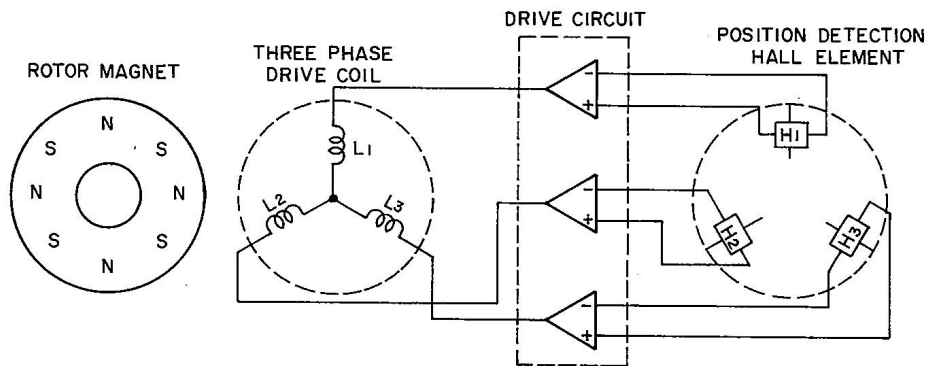 DRIVE CIRCUIT
POSITION DETECTION
HALL ELEMENT
THREE PHASE
DRIVE COIL
ROTOR MAGNET
N
S
S
N
N
S
S
N
L1
L2
L3
-
+
-
+
-
+
H1
H2
H3